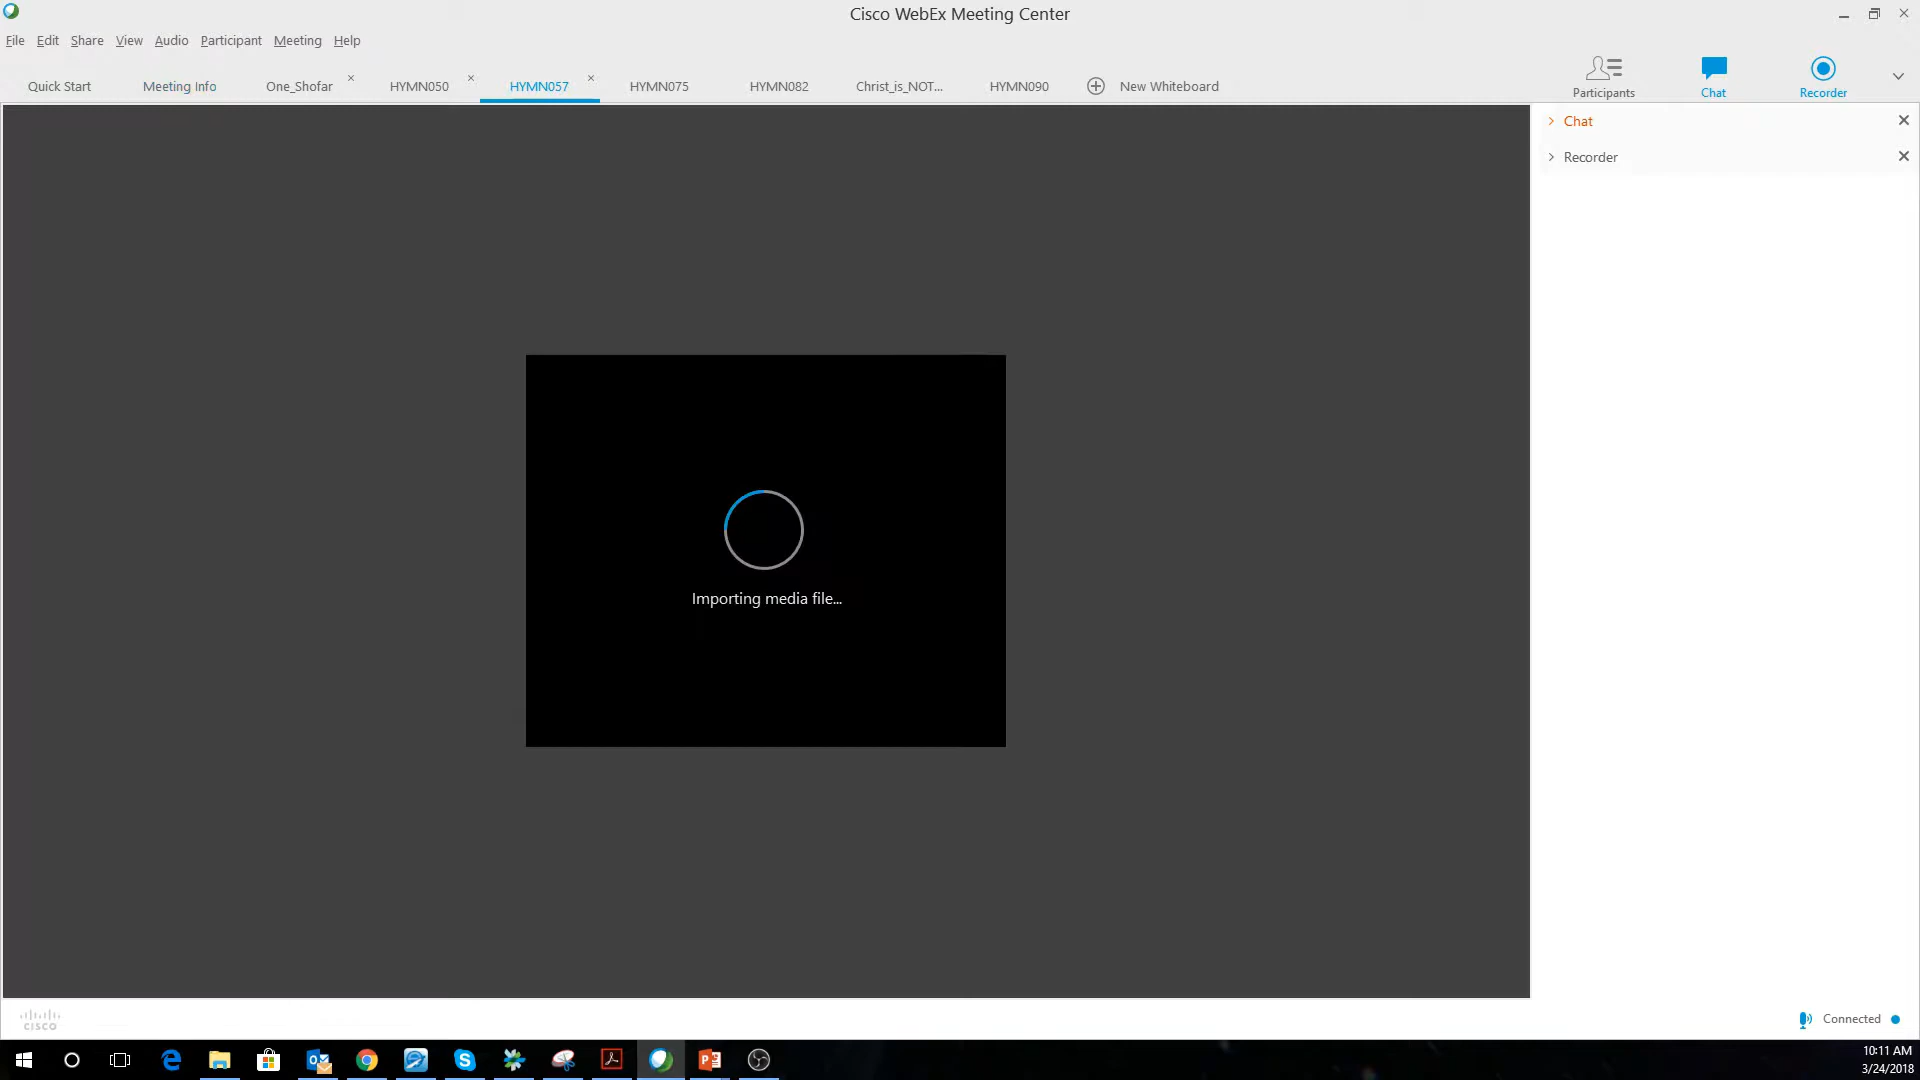 Cisco WebEx Meeting Center
File Edit Share View Audio Participant Meeting Help
Quick Start Meeting Info One_Shofar HYMN050 HYMN057 HYMN075 HYMN082 Christ_is_NOT... HYMN090 New Whiteboard
Participants Chat Recorder
Chat
Recorder
Importing media file...
CISCO
Connected
10:11 AM
3/24/2018